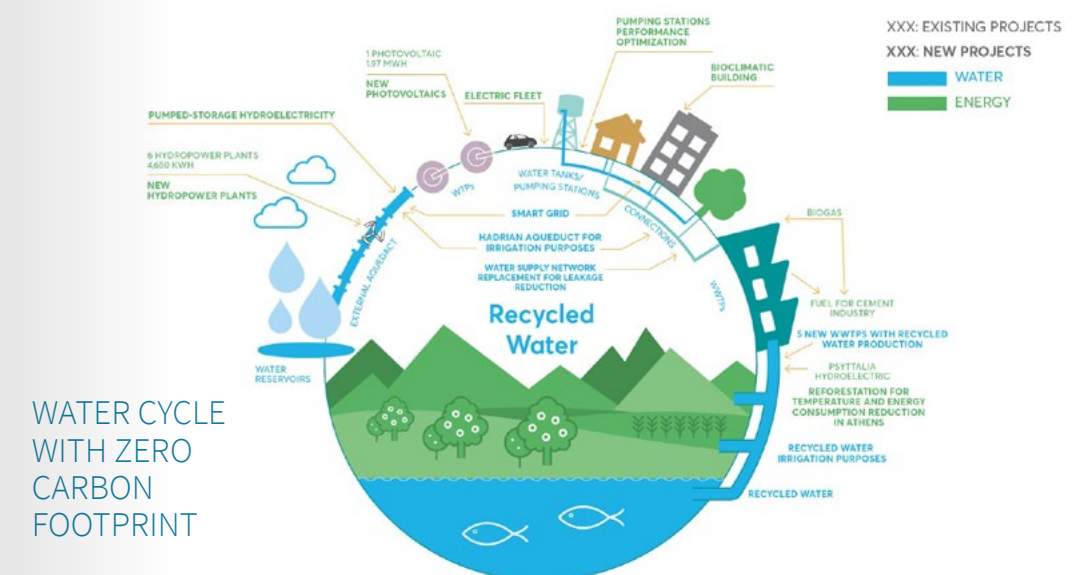 PUMPING STATIONS
PERFORMANCE
OPTIMIZATION
XXX: EXISTING PROJECTS
XXX: NEW PROJECTS
WATER
ENERGY
1 PHOTOVOLTAIC
1.97 MWH
NEW
PHOTOVOLTAICS
ELECTRIC FLEET
BIOCLIMATIC
BUILDING
PUMPED-STORAGE HYDROELECTRICITY
6 HYDROPOWER PLANTS
4,650 KWH
NEW
HYDROPOWER PLANTS
WTPs
WATER TANKS/
PUMPING STATIONS
CONNECTIONS
SMART GRID
HADRIAN AQUEDUCT FOR
IRRIGATION PURPOSES
WATER SUPPLY NETWORK
REPLACEMENT FOR LEAKAGE
REDUCTION
EXTERNAL AQUEDACT
WWTPs
BIOGAS
FUEL FOR CEMENT
INDUSTRY
Recycled
Water
5 NEW WWTPS WITH RECYCLED
WATER PRODUCTION
PSYTTALIA
HYDROELECTRIC
REFORESTATION FOR
TEMPERATURE AND ENERGY
CONSUMPTION REDUCTION
IN ATHENS
WATER
RESERVOIRS
RECYCLED WATER
IRRIGATION PURPOSES
RECYCLED WATER
WATER CYCLE
WITH ZERO
CARBON
FOOTPRINT